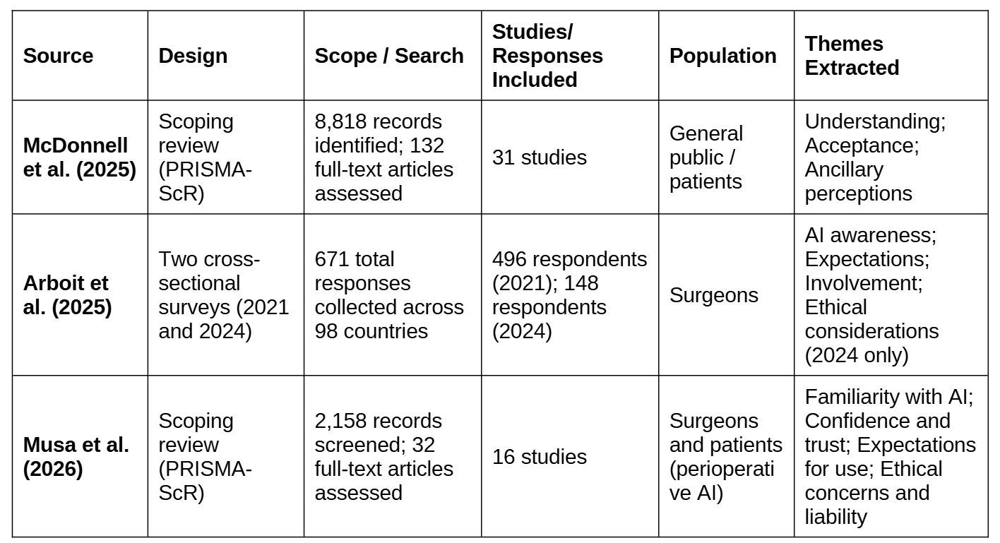 Source
Design
Scope / Search
Studies/
Responses
Included
Population
Themes
Extracted
McDonnell
et al. (2025)
Scoping
review
(PRISMA-
ScR)
8,818 records
identified; 132
full-text articles
assessed
31 studies
General
public /
patients
Understanding;
Acceptance;
Ancillary
perceptions
Arboit et
al. (2025)
Two cross-
sectional
surveys (2021
and 2024)
671 total
responses
collected across
98 countries
496 respondents
(2021); 148
respondents
(2024)
Surgeons
AI awareness;
Expectations;
Involvement;
Ethical
considerations
(2024 only)
Musa et al.
(2026)
Scoping
review
(PRISMA-
ScR)
2,158 records
screened; 32
full-text articles
assessed
16 studies
Surgeons
and patients
(perioperati
ve AI)
Familiarity with AI;
Confidence and
trust; Expectations
for use; Ethical
concerns and
liability